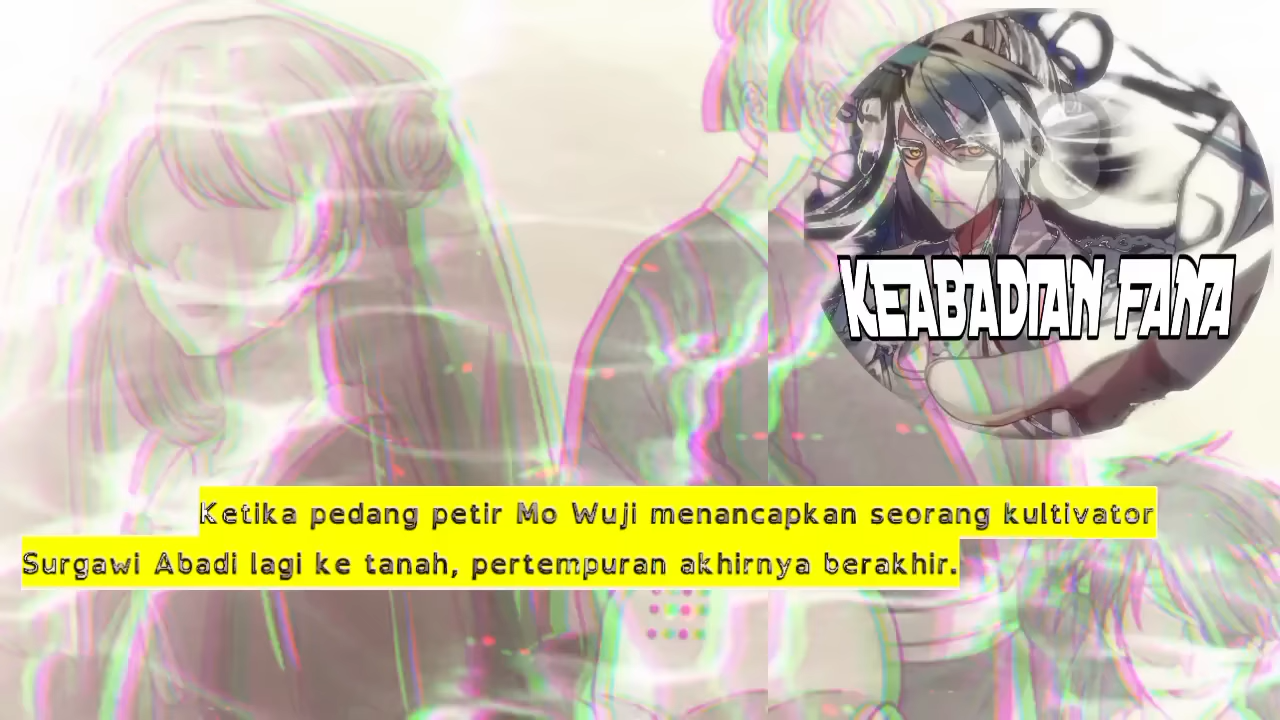 KEABADIAN FANA
Ketika pedang petir Mo Wuji menancapkan seorang kultivator
Surgawi Abadi lagi ke tanah, pertempuran akhirnya berakhir.